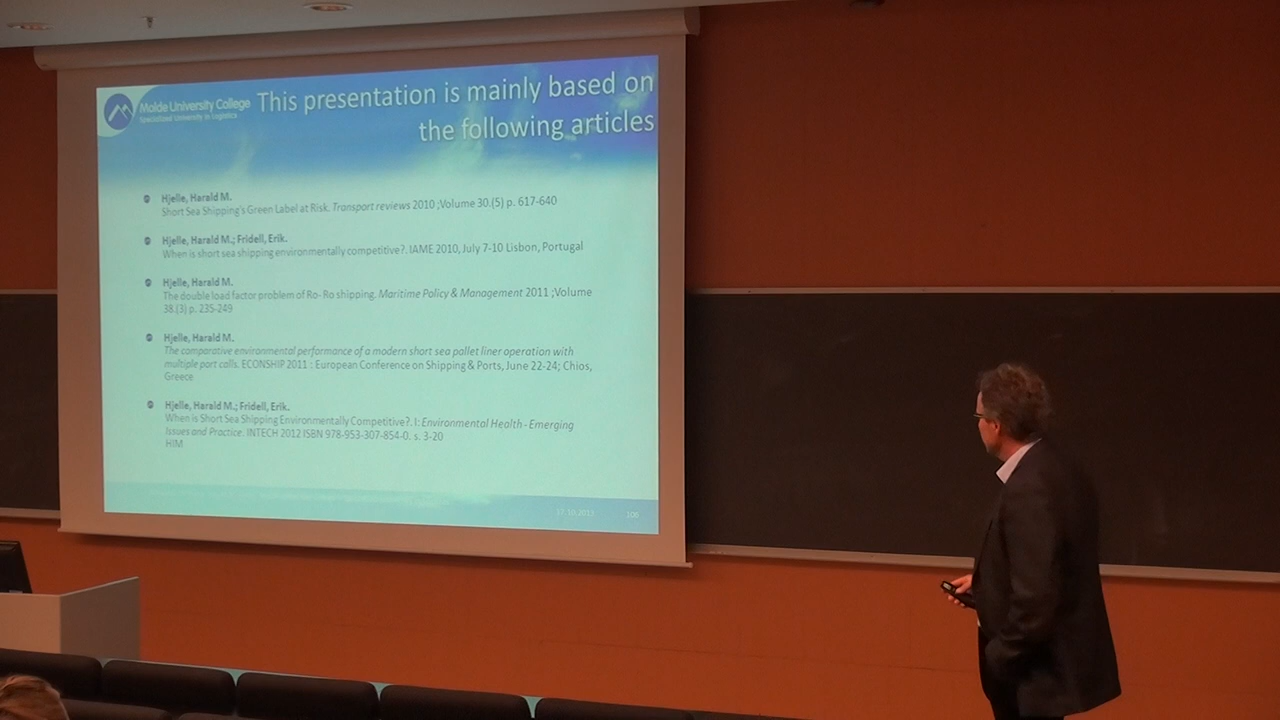 Molde University College
Specialized University in Logistics
This presentation is mainly based on
the following articles
Hjelle, Harald M.
Short Sea Shipping's Green Label at Risk. Transport reviews 2010 ;Volume 30.(5) p. 617-640
Hjelle, Harald M.; Fridell, Erik.
When is short sea shipping environmentally competitive?. IAME 2010, July 7-10 Lisbon, Portugal
Hjelle, Harald M.
The double load factor problem of Ro- Ro shipping. Maritime Policy & Management 2011 ;Volume
38.(3) p. 235-249
Hjelle, Harald M.
The comparative environmental performance of a modern short sea pallet liner operation with
multiple port calls. ECONSHIP 2011 : European Conference on Shipping & Ports, June 22-24; Chios,
Greece
Hjelle, Harald M.; Fridell, Erik.
When is Short Sea Shipping Environmentally Competitive?. I: Environmental Health - Emerging
Issues and Practice. INTECH 2012 ISBN 978-953-307-854-0. s. 3-20
HIM
17.10.2013